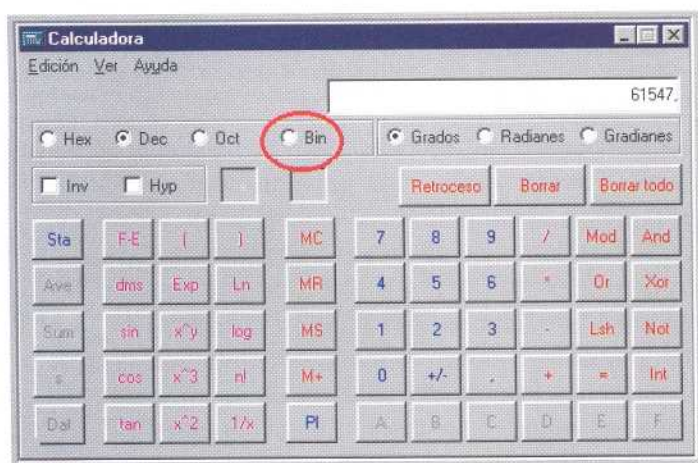 Calculadora
Edición Ver Ayuda
61547,
Hex Dec Oct Bin Grados Radianes Gradianes
Inv Hyp Retroceso Borrar Borrar todo
Sta F-E ( ) MC 7 8 9 / Mod And
Ave dms Exp Ln MR 4 5 6 * Or Xor
Sum sin x^y log MS 1 2 3 - Lsh Not
s cos x^3 n! M+ 0 +/- , + = Int
Dat tan x^2 1/x PI A B C D E F